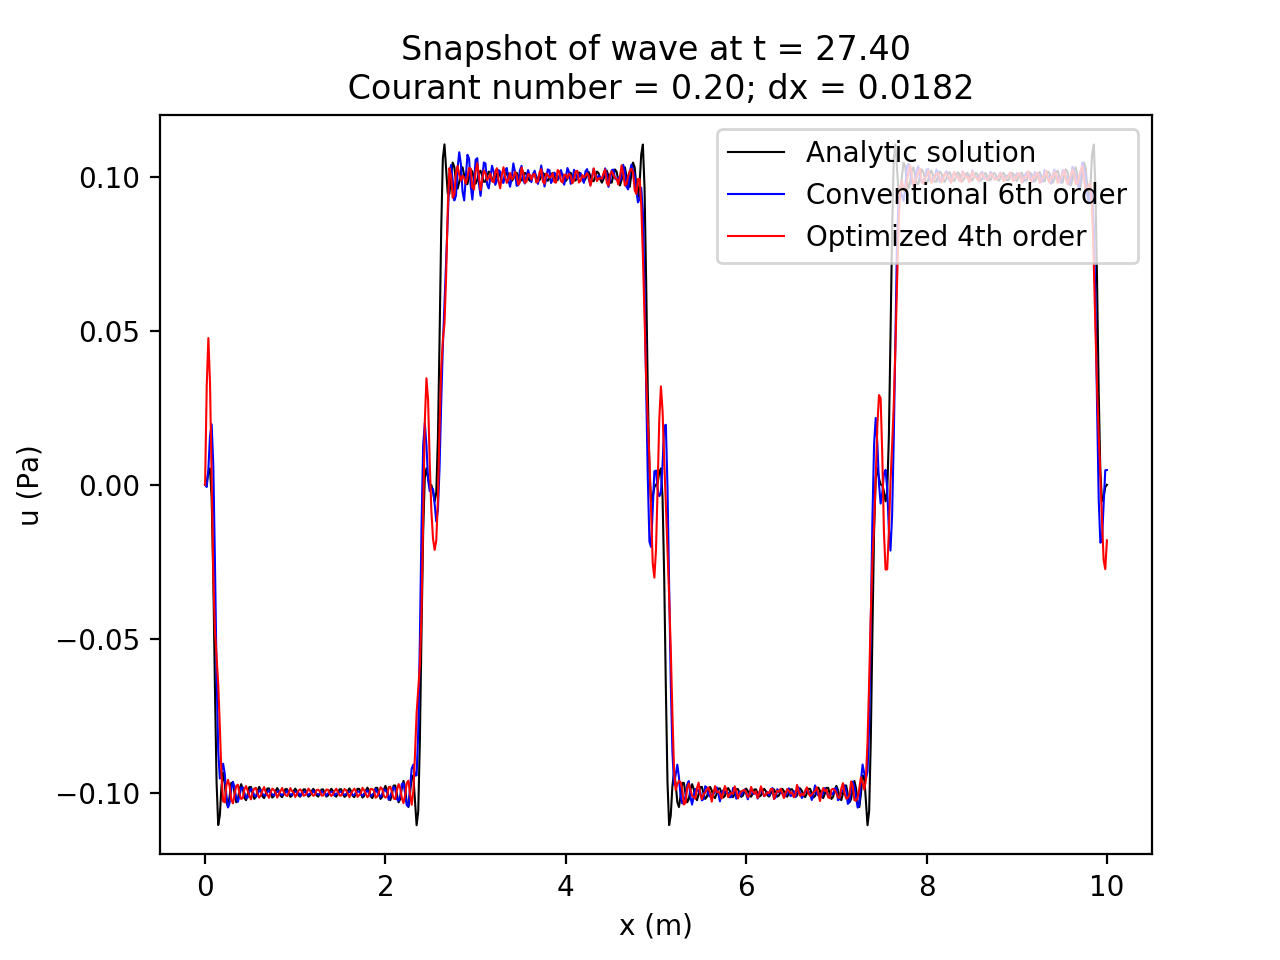 Snapshot of wave at t = 27.40
Courant number = 0.20; dx = 0.0182
Analytic solution
Conventional 6th order
Optimized 4th order
0.10
0.05
0.00
−0.05
−0.10
u (Pa)
0 2 4 6 8 10
x (m)